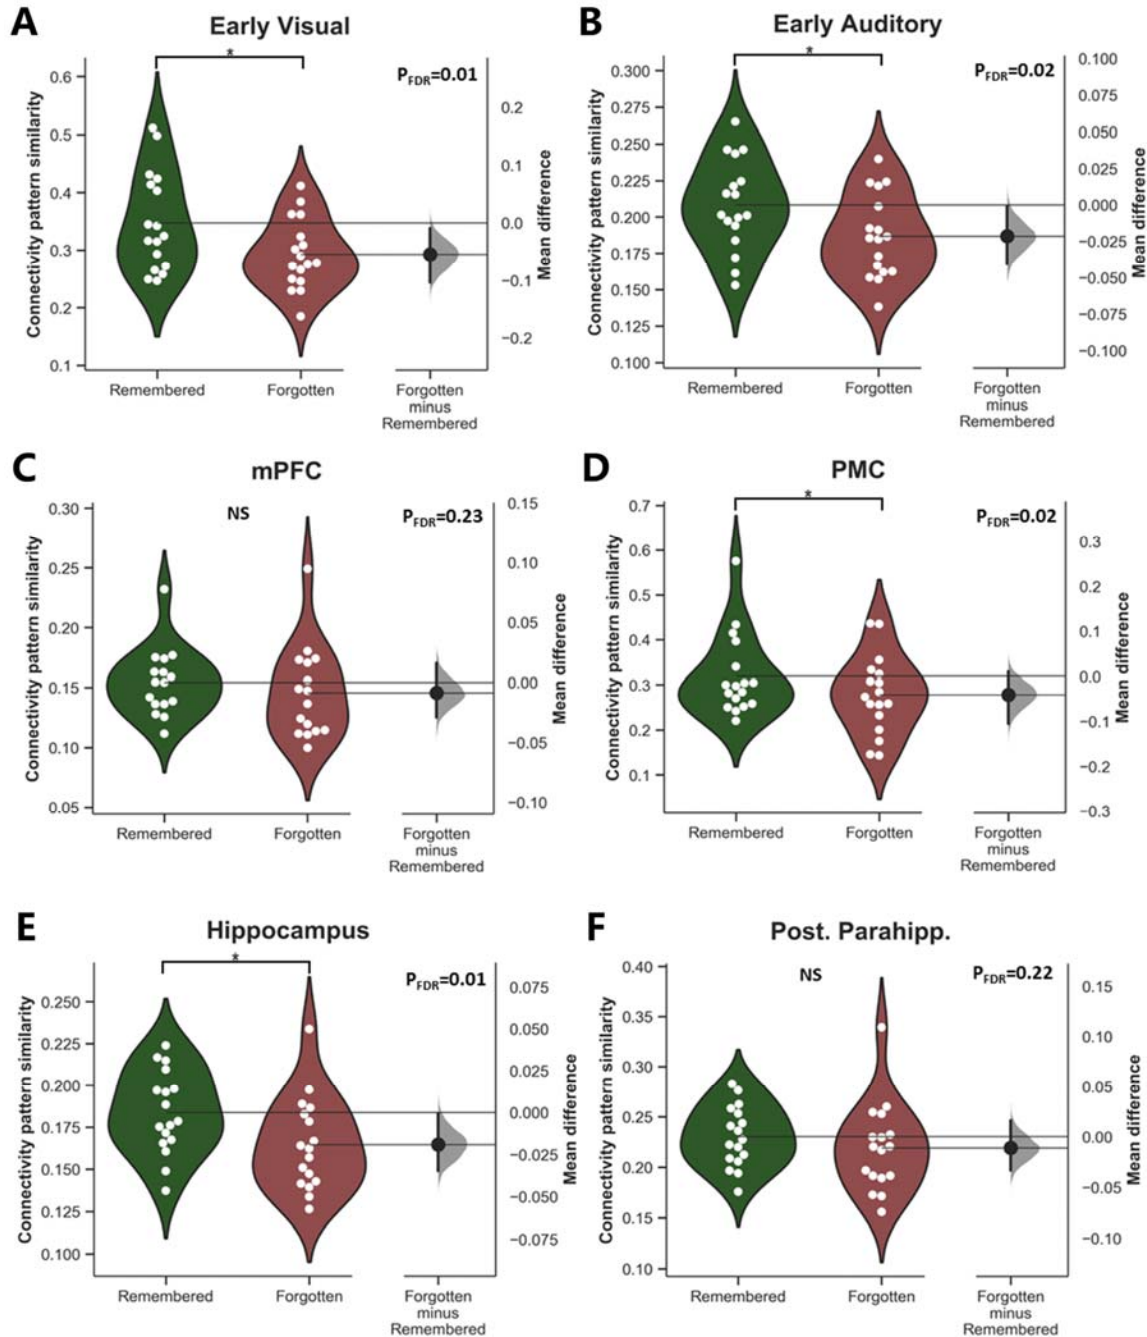 A
Early Visual
*
P_FDR=0.01
Connectivity pattern similarity
0.6
0.5
0.4
0.3
0.2
0.1
0.2
0.1
0.0
−0.1
−0.2
Mean difference
Remembered
Forgotten
Forgotten
minus
Remembered
B
Early Auditory
*
P_FDR=0.02
Connectivity pattern similarity
0.300
0.275
0.250
0.225
0.200
0.175
0.150
0.125
0.100
0.100
0.075
0.050
0.025
0.000
−0.025
−0.050
−0.075
−0.100
Mean difference
Remembered
Forgotten
Forgotten
minus
Remembered
C
mPFC
NS
P_FDR=0.23
Connectivity pattern similarity
0.30
0.25
0.20
0.15
0.10
0.05
0.15
0.10
0.05
0.00
−0.05
−0.10
Mean difference
Remembered
Forgotten
Forgotten
minus
Remembered
D
PMC
*
P_FDR=0.02
Connectivity pattern similarity
0.7
0.6
0.5
0.4
0.3
0.2
0.1
0.3
0.2
0.1
0.0
−0.1
−0.2
−0.3
Mean difference
Remembered
Forgotten
Forgotten
minus
Remembered
E
Hippocampus
*
P_FDR=0.01
Connectivity pattern similarity
0.250
0.225
0.200
0.175
0.150
0.125
0.100
0.075
0.050
0.025
0.000
−0.025
−0.050
−0.075
Mean difference
Remembered
Forgotten
Forgotten
minus
Remembered
F
Post. Parahipp.
NS
P_FDR=0.22
Connectivity pattern similarity
0.40
0.35
0.30
0.25
0.20
0.15
0.10
0.15
0.10
0.05
0.00
−0.05
−0.10
Mean difference
Remembered
Forgotten
Forgotten
minus
Remembered